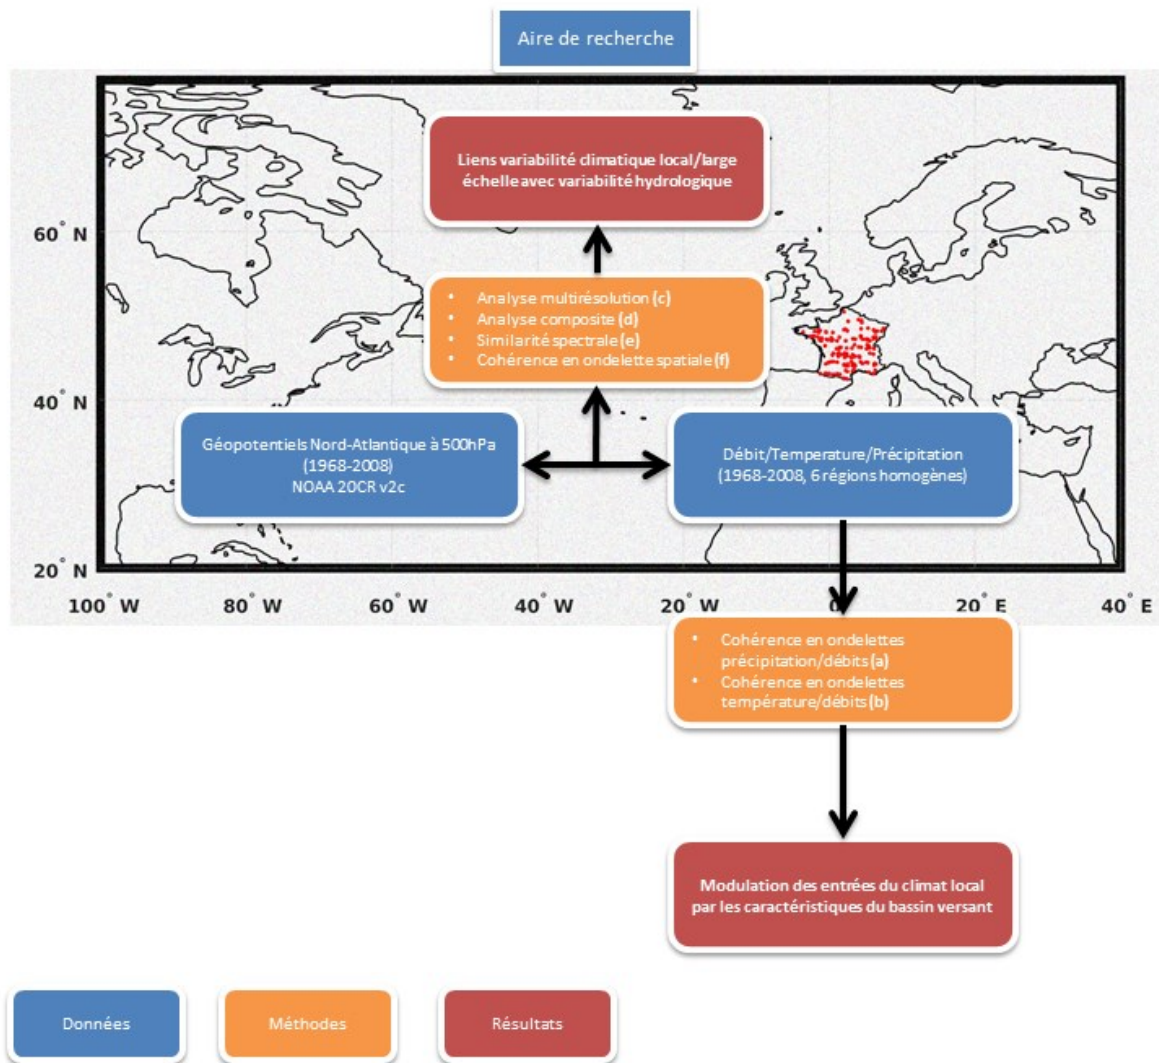 Aire de recherche
Liens variabilité climatique local/large
échelle avec variabilité hydrologique
60° N
• Analyse multirésolution (c)
• Analyse composite (d)
• Similarité spectrale (e)
• Cohérence en ondelette spatiale (f)
40° N
Géopotentiels Nord-Atlantique à 500hPa
(1968-2008)
NOAA 20CR v2c
Débit/Temperature/Précipitation
(1968-2008, 6 régions homogènes)
20° N
100° W
80° W
60° W
40° W
20° W
20° E
40° E
• Cohérence en ondelettes
précipitation/débits (a)
• Cohérence en ondelettes
température/débits (b)
Modulation des entrées du climat local
par les caractéristiques du bassin versant
Données
Méthodes
Résultats